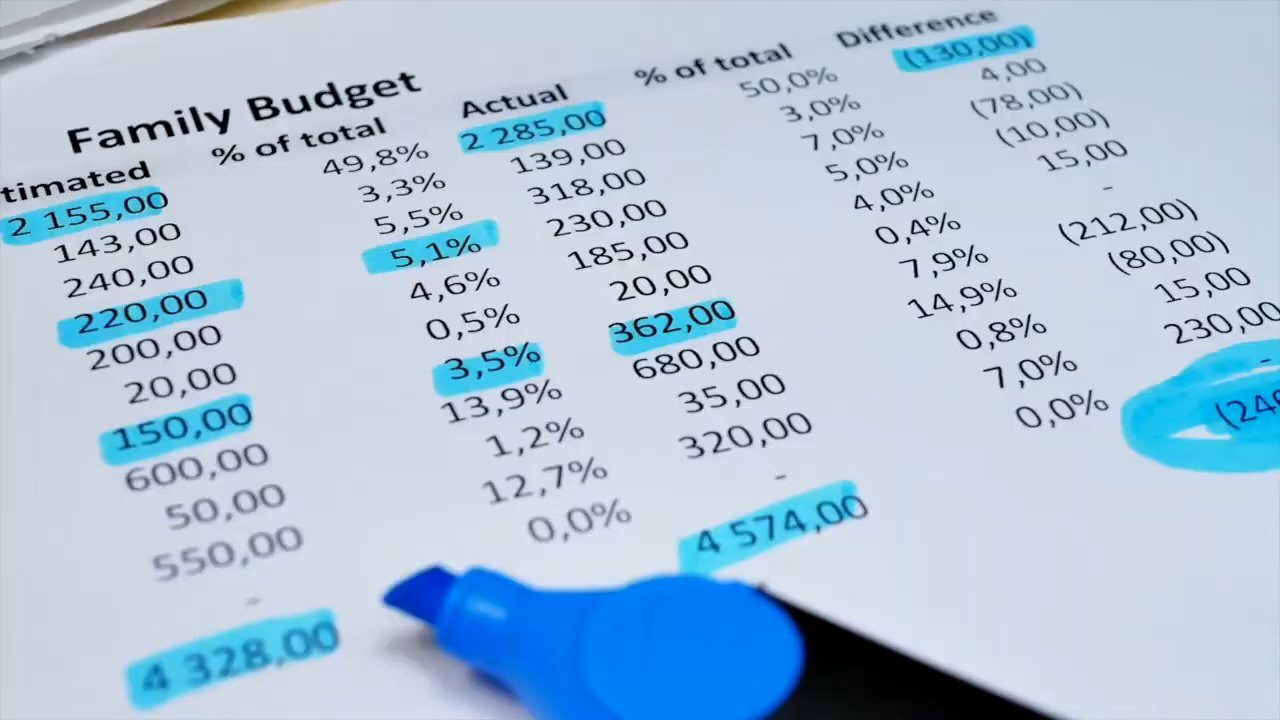 Family Budget
timated % of total Actual % of total Difference
2 155,00 49,8% 2 285,00 50,0% (130,00)
143,00 3,3% 139,00 3,0% 4,00
240,00 5,5% 318,00 7,0% (78,00)
220,00 5,1% 230,00 5,0% (10,00)
200,00 4,6% 185,00 4,0% 15,00
20,00 0,5% 20,00 0,4% -
150,00 3,5% 362,00 7,9% (212,00)
600,00 13,9% 680,00 14,9% (80,00)
50,00 1,2% 35,00 0,8% 15,00
550,00 12,7% 320,00 7,0% 230,00
- 0,0% - 0,0% -
4 328,00 4 574,00